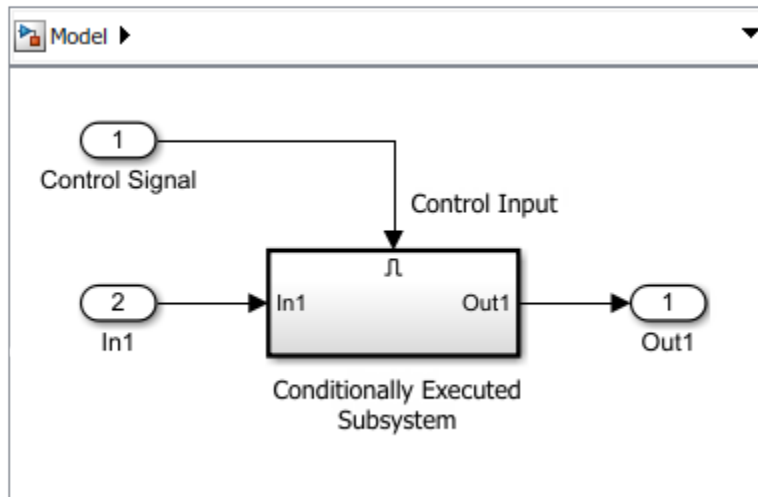 Model
1
Control Signal
Control Input
2
In1
In1
Out1
1
Out1
Conditionally Executed
Subsystem